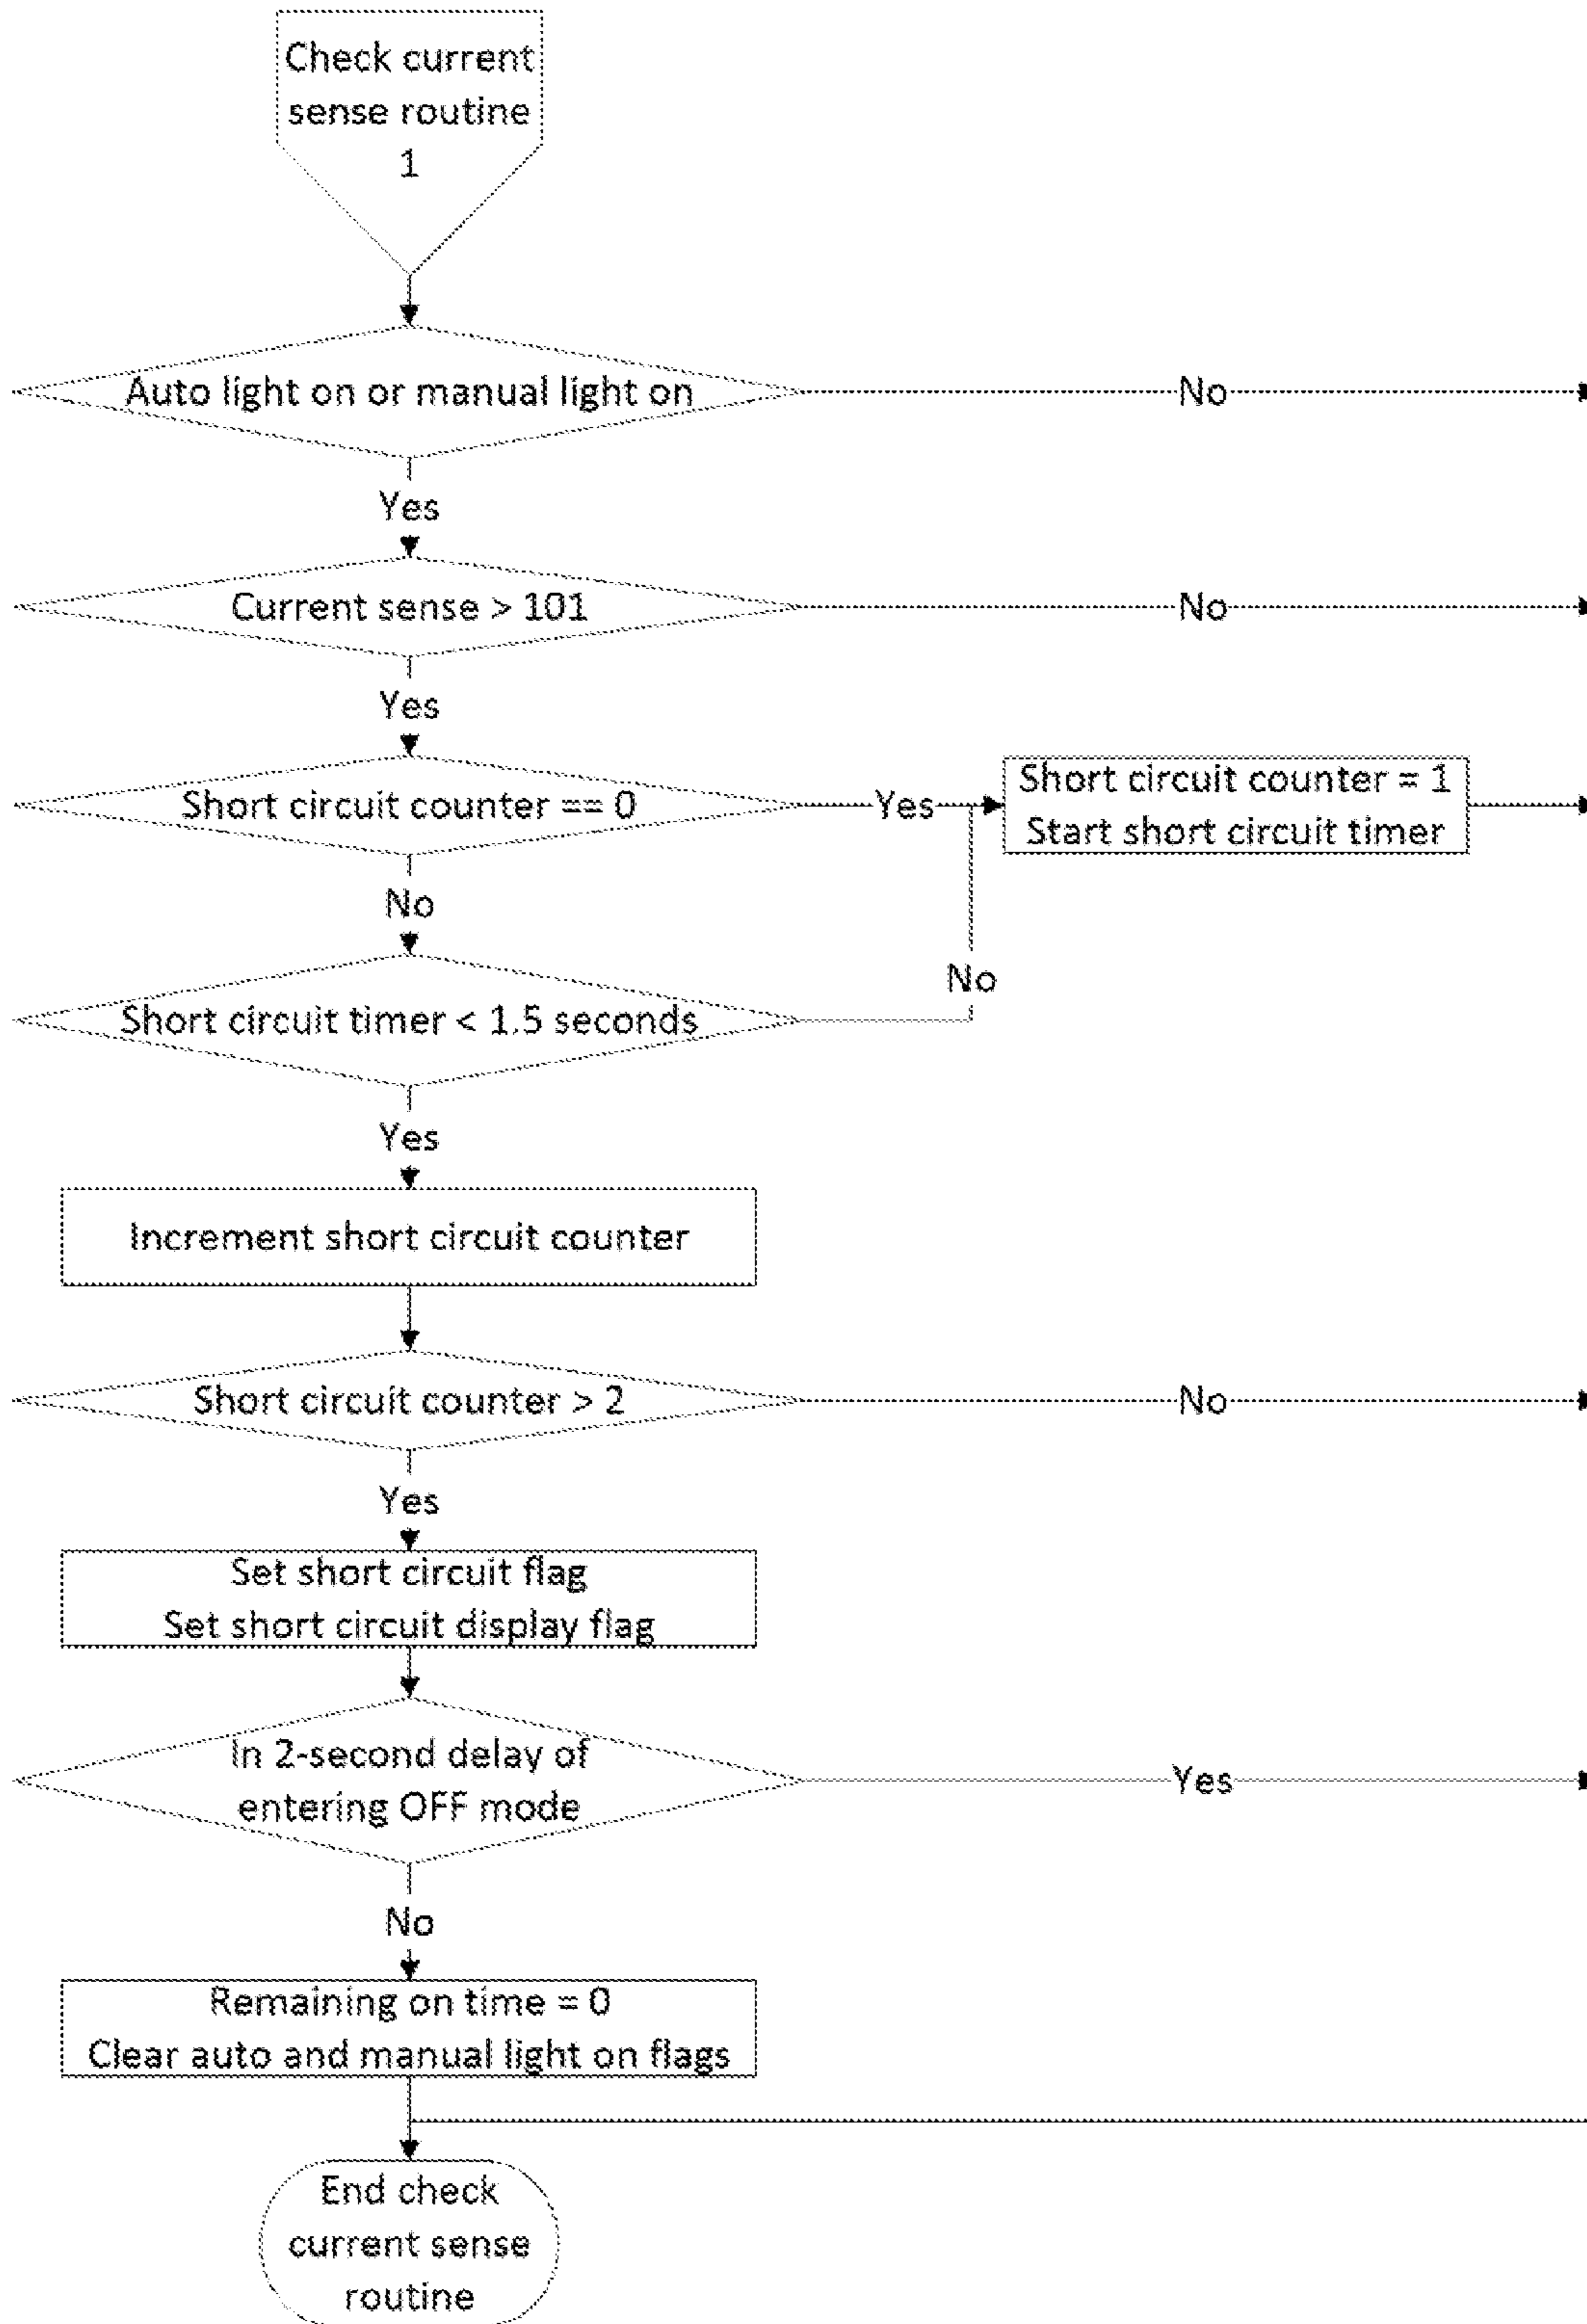 Check current
sense routine
1
Auto light on or manual light on
No
Yes
Current sense > 101
No
Yes
Short circuit counter == 0
Yes
Short circuit counter = 1
Start short circuit timer
No
No
Short circuit timer < 1.5 seconds
Yes
Increment short circuit counter
Short circuit counter > 2
No
Yes
Set short circuit flag
Set short circuit display flag
In 2-second delay of
entering OFF mode
Yes
No
Remaining on time = 0
Clear auto and manual light on flags
End check
current sense
routine